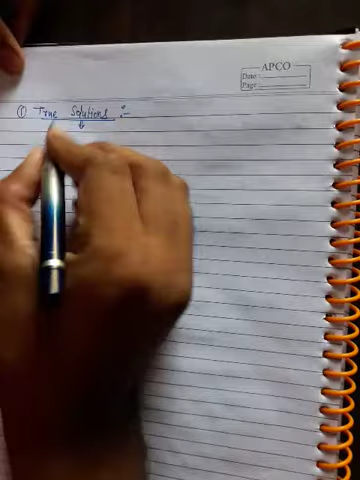 APCO
Date :
Page :
① True Solutions :-